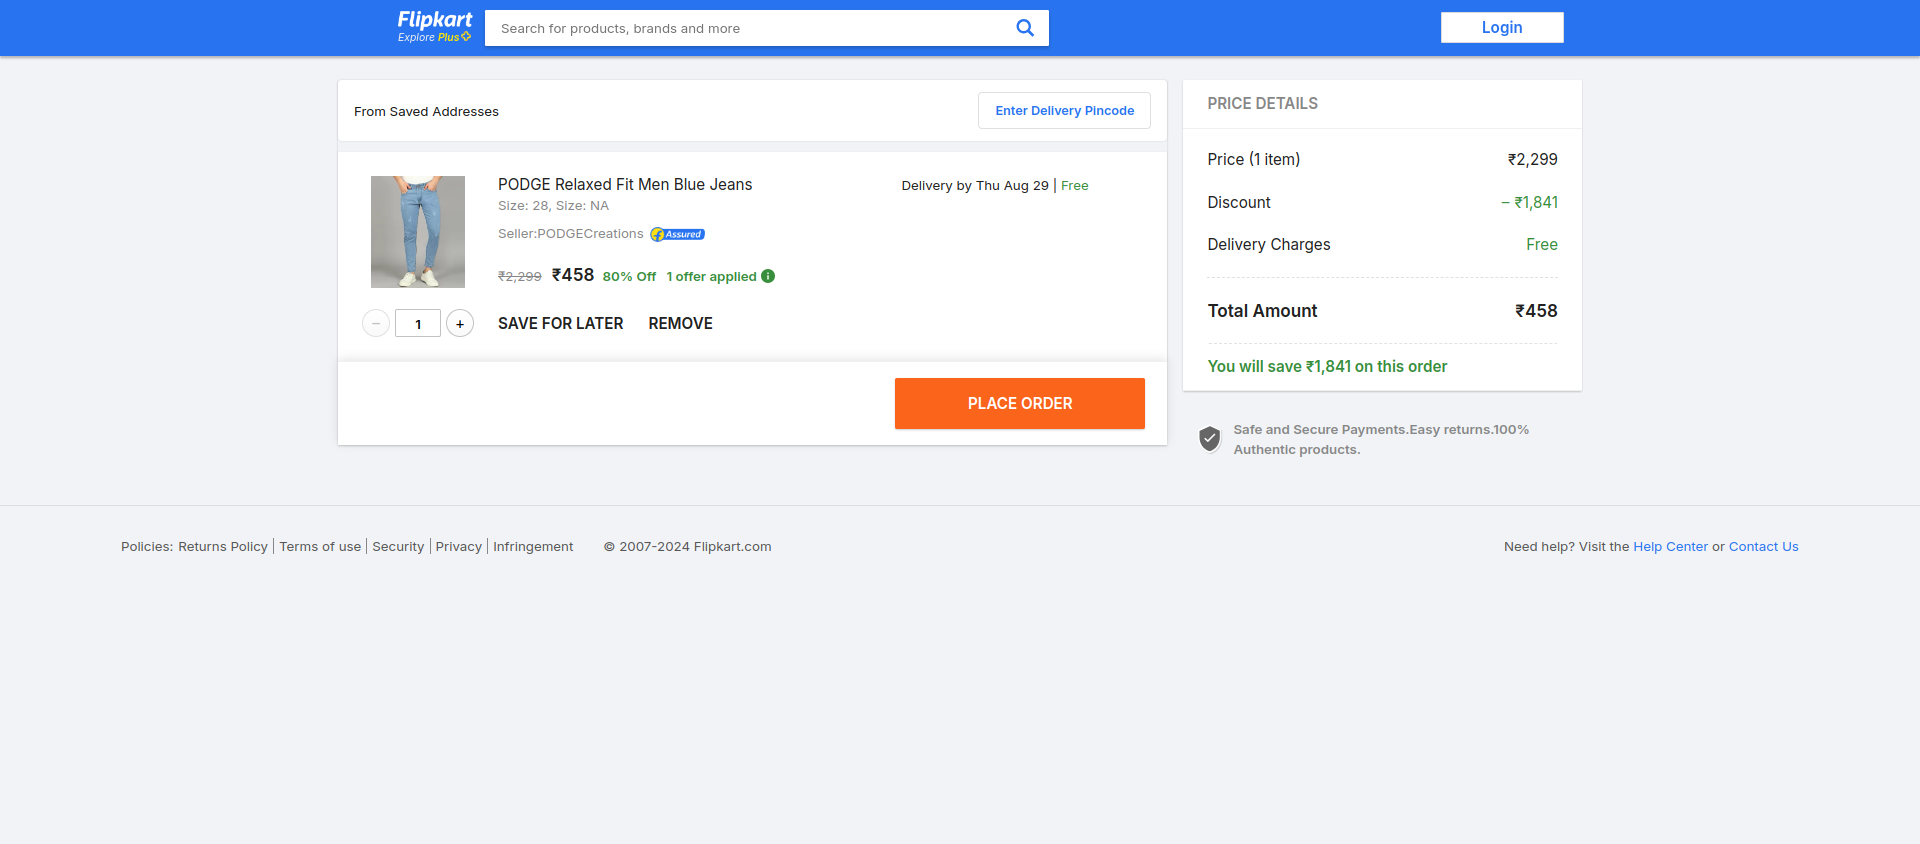 Flipkart
Explore Plus
Search for products, brands and more
Login
From Saved Addresses
Enter Delivery Pincode
PODGE Relaxed Fit Men Blue Jeans
Size: 28, Size: NA
Seller:PODGECreations
f Assured
₹2,299 ₹458 80% Off 1 offer applied i
Delivery by Thu Aug 29 | Free
– 1 +
SAVE FOR LATER REMOVE
PLACE ORDER
PRICE DETAILS
Price (1 item) ₹2,299
Discount − ₹1,841
Delivery Charges Free
Total Amount ₹458
You will save ₹1,841 on this order
Safe and Secure Payments.Easy returns.100%
Authentic products.
Policies: Returns Policy | Terms of use | Security | Privacy | Infringement © 2007-2024 Flipkart.com
Need help? Visit the Help Center or Contact Us